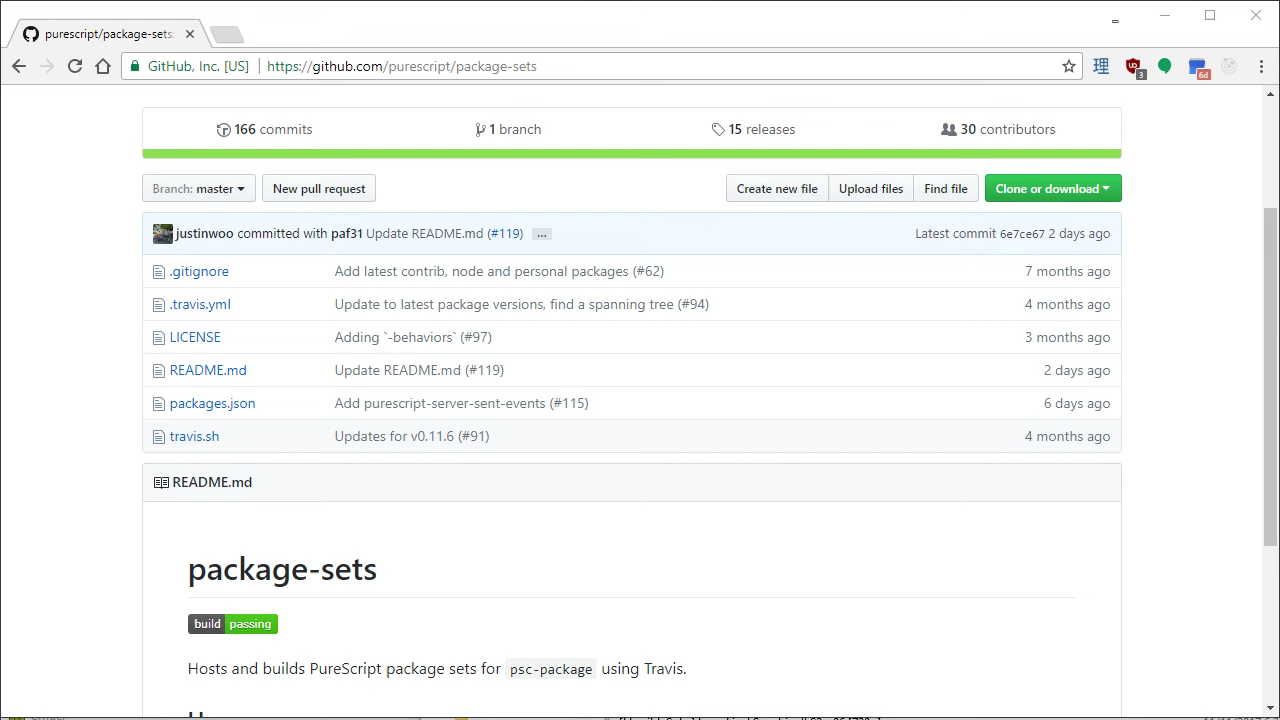 purescript/package-sets:
GitHub, Inc. [US] https://github.com/purescript/package-sets
理 3 6d
166 commits 1 branch 15 releases 30 contributors
Branch: master New pull request Create new file Upload files Find file Clone or download
justinwoo committed with paf31 Update README.md (#119) ... Latest commit 6e7ce67 2 days ago
.gitignore Add latest contrib, node and personal packages (#62) 7 months ago
.travis.yml Update to latest package versions, find a spanning tree (#94) 4 months ago
LICENSE Adding `-behaviors` (#97) 3 months ago
README.md Update README.md (#119) 2 days ago
packages.json Add purescript-server-sent-events (#115) 6 days ago
travis.sh Updates for v0.11.6 (#91) 4 months ago
README.md
package-sets
build passing
Hosts and builds PureScript package sets for psc-package using Travis.